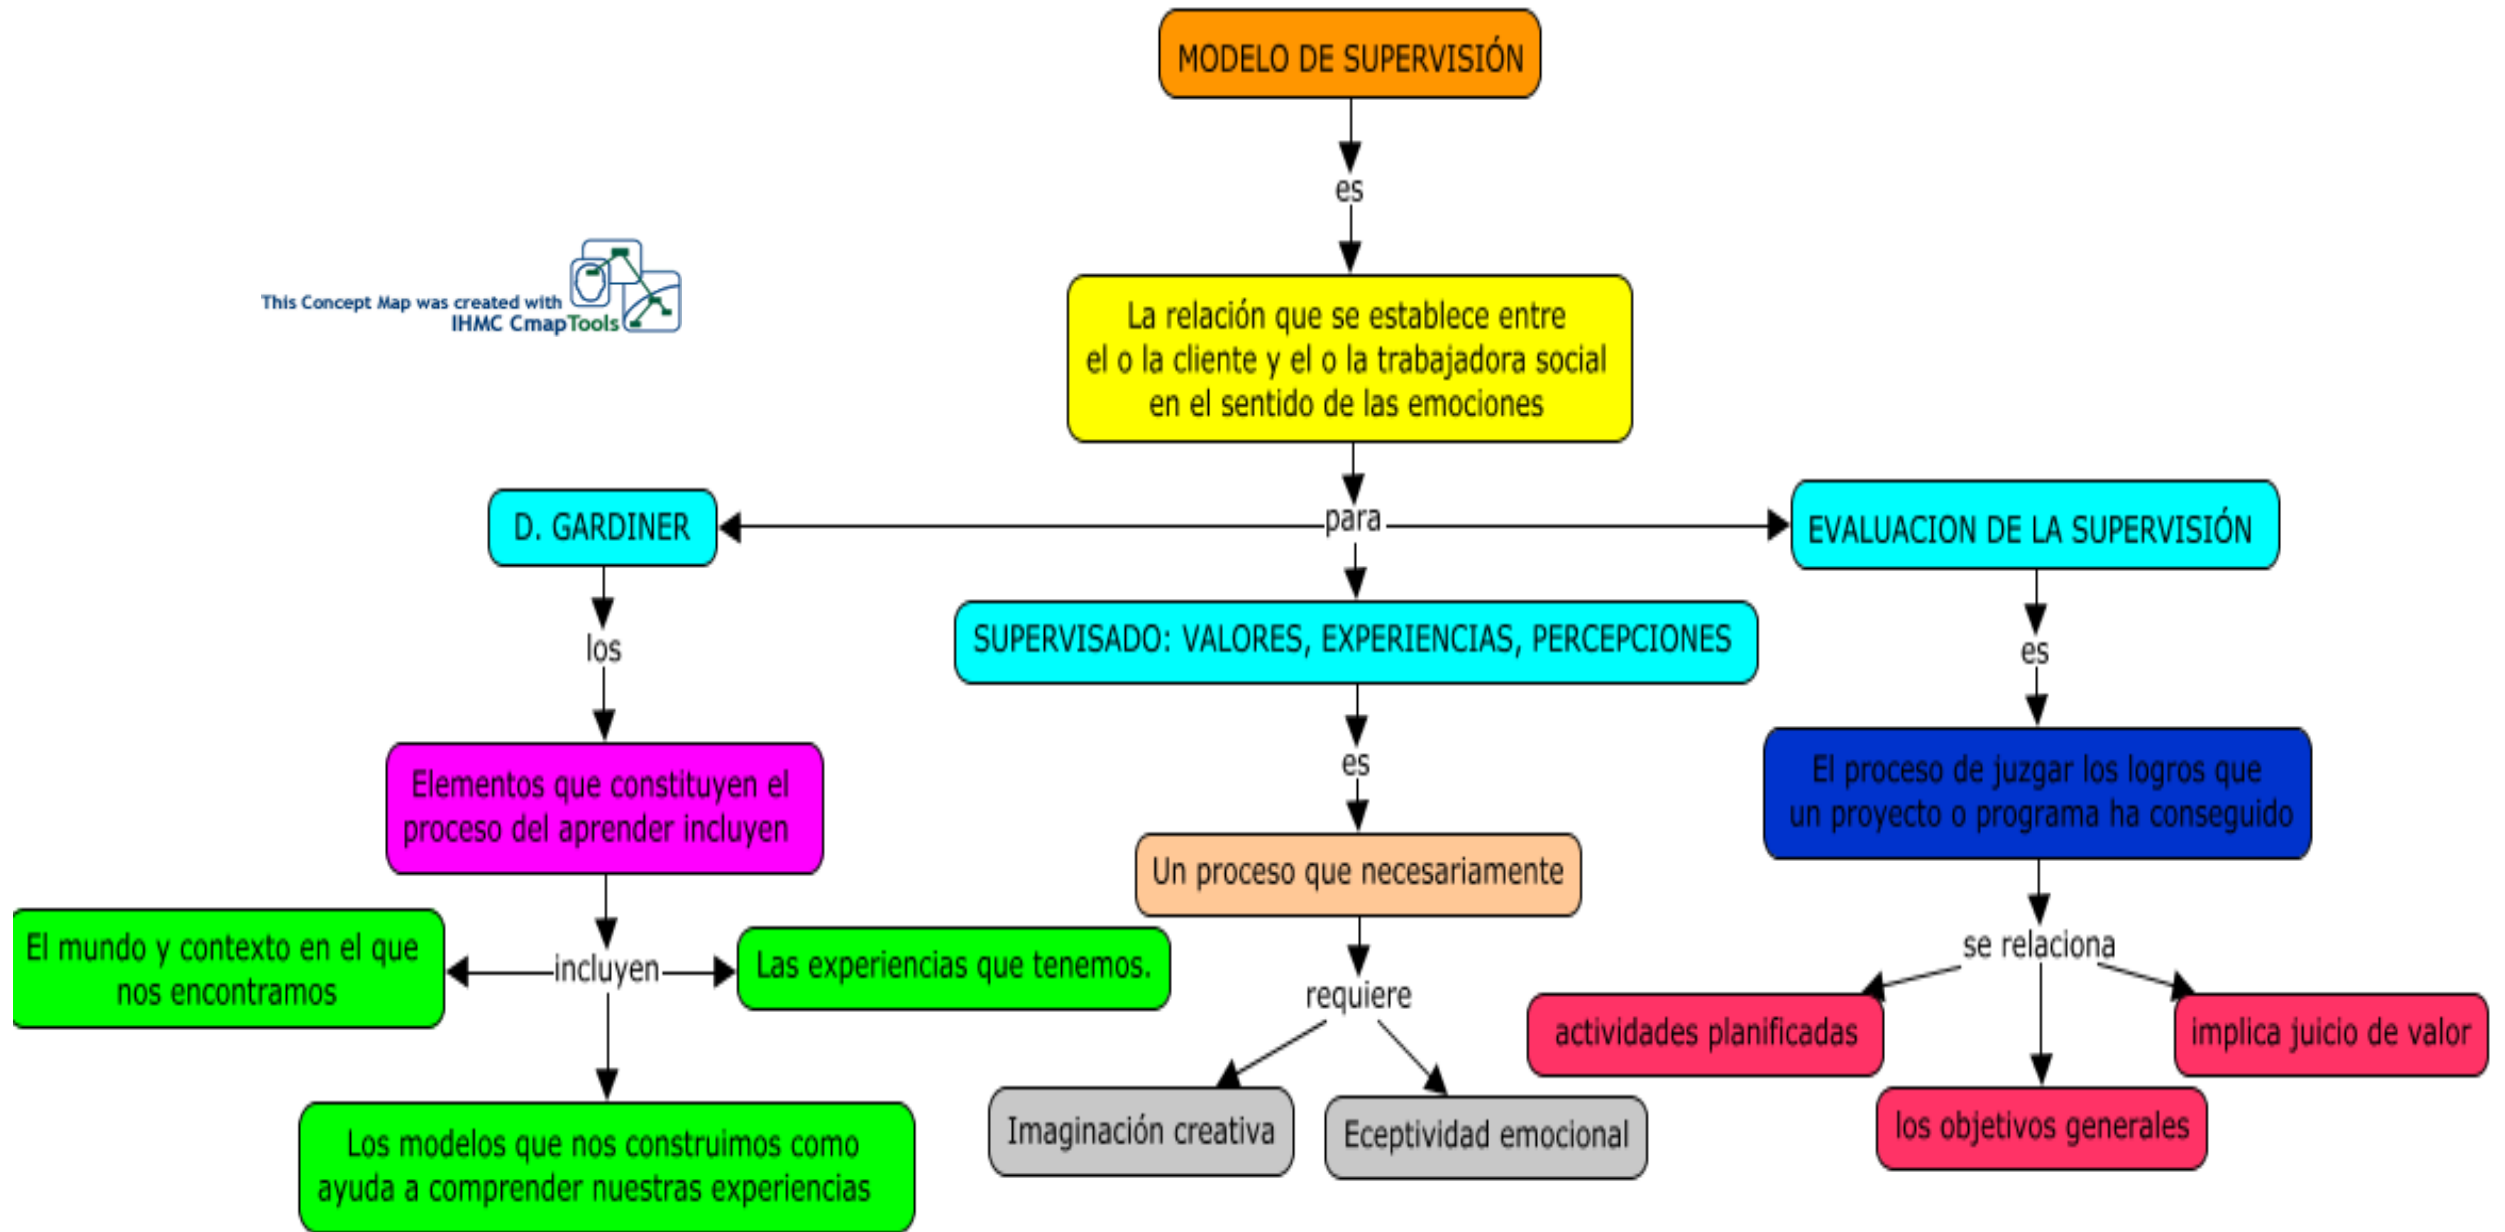 MODELO DE SUPERVISIÓN
es
This Concept Map was created with
IHMC CmapTools
La relación que se establece entre
el o la cliente y el o la trabajadora social
en el sentido de las emociones
D. GARDINER
para
EVALUACION DE LA SUPERVISIÓN
los
SUPERVISADO: VALORES, EXPERIENCIAS, PERCEPCIONES
es
Elementos que constituyen el
proceso del aprender incluyen
es
El proceso de juzgar los logros que
un proyecto o programa ha conseguido
Un proceso que necesariamente
El mundo y contexto en el que
nos encontramos
incluyen
Las experiencias que tenemos.
requiere
se relaciona
actividades planificadas
implica juicio de valor
Los modelos que nos construimos como
ayuda a comprender nuestras experiencias
Imaginación creativa
Eceptividad emocional
los objetivos generales